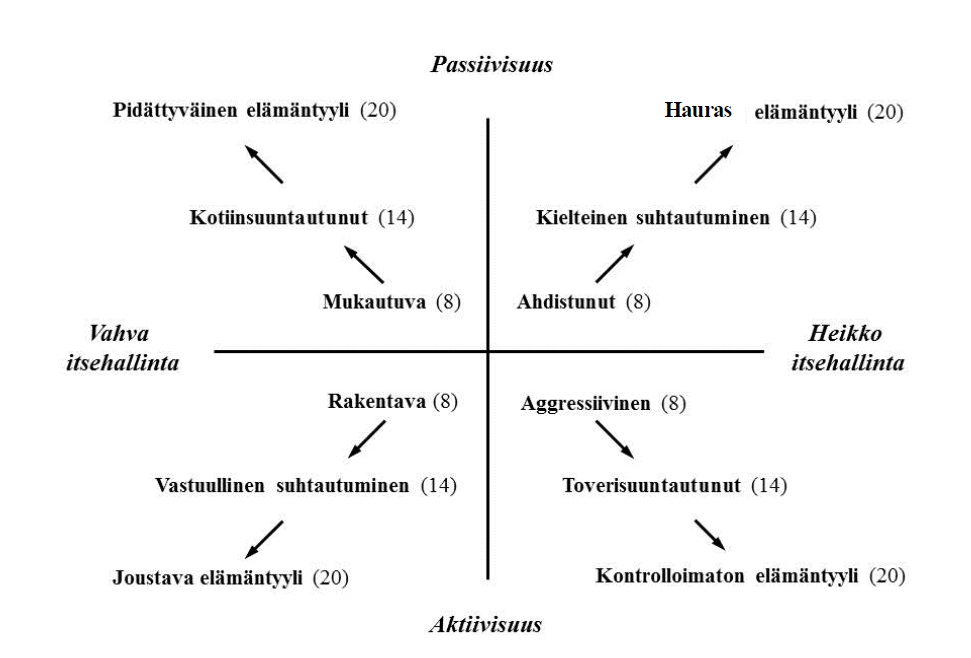 Passiivisuus
Pidättyväinen elämäntyyli (20)
Hauras elämäntyyli (20)
Kotiinsuuntautunut (14)
Kielteinen suhtautuminen (14)
Mukautuva (8)
Ahdistunut (8)
Vahva
itsehallinta
Heikko
itsehallinta
Rakentava (8)
Aggressiivinen (8)
Vastuullinen suhtautuminen (14)
Toverisuuntautunut (14)
Joustava elämäntyyli (20)
Kontrolloimaton elämäntyyli (20)
Aktiivisuus